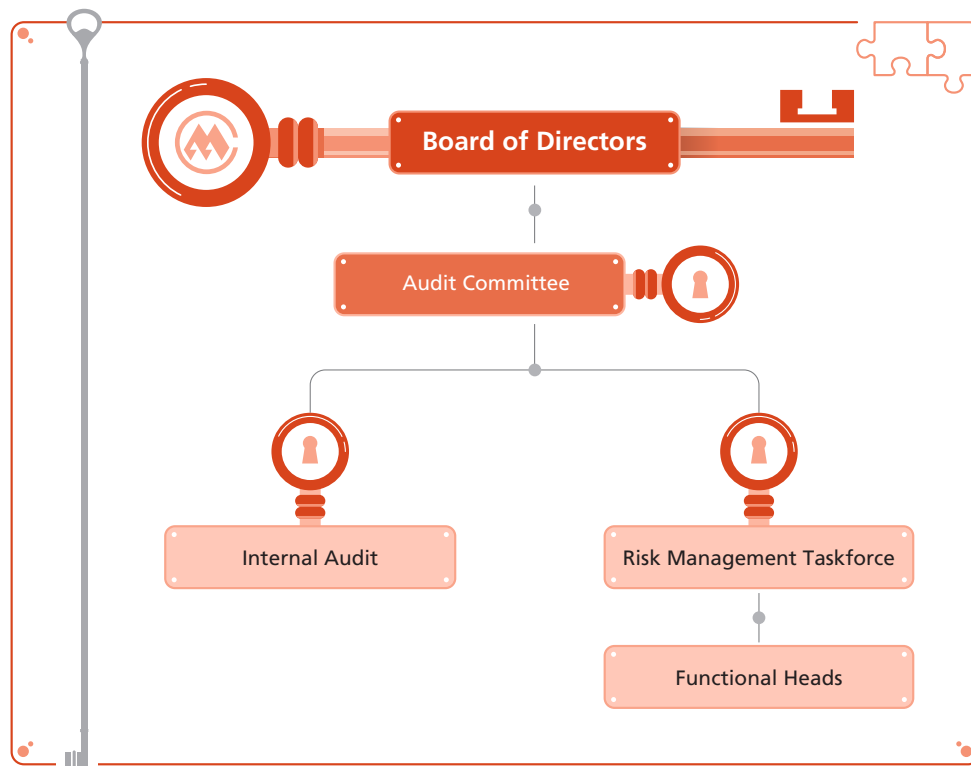 Board of Directors
Audit Committee
Internal Audit
Risk Management Taskforce
Functional Heads